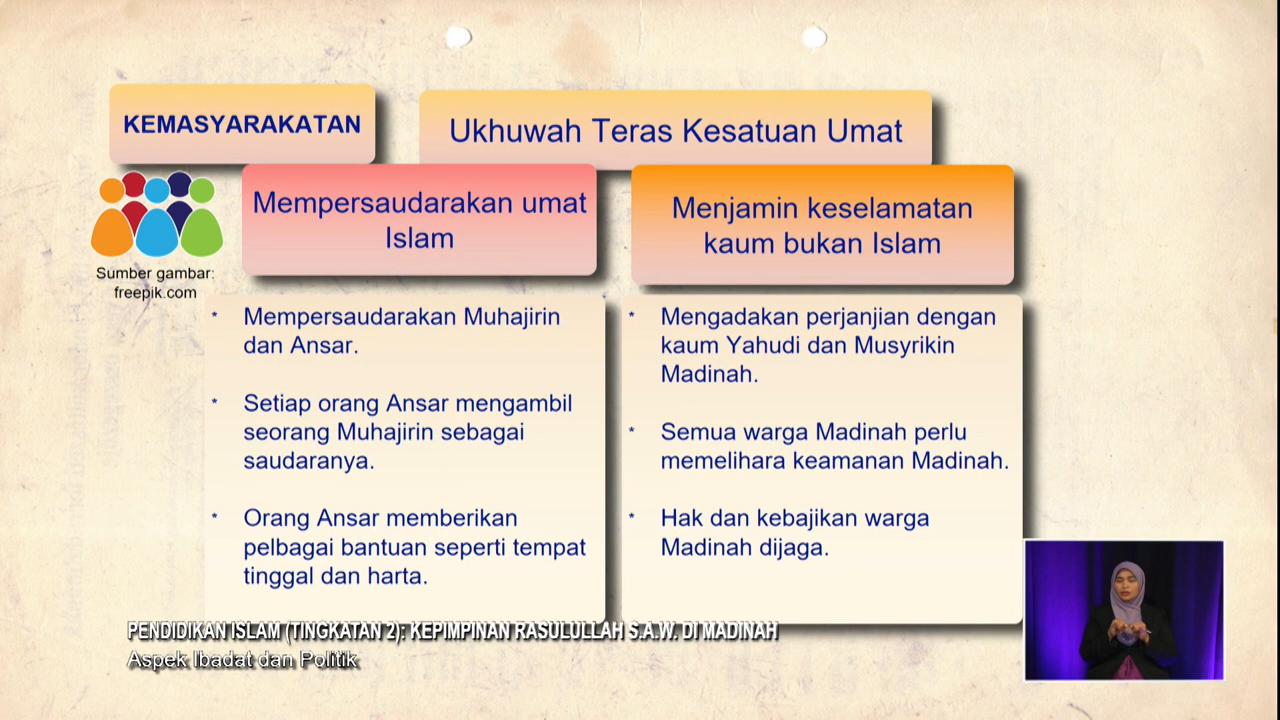 KEMASYARAKATAN
Ukhuwah Teras Kesatuan Umat
Mempersaudarakan umat
Islam
Menjamin keselamatan
kaum bukan Islam
Sumber gambar:
freepik.com
* Mempersaudarakan Muhajirin
dan Ansar.
* Setiap orang Ansar mengambil
seorang Muhajirin sebagai
saudaranya.
* Orang Ansar memberikan
pelbagai bantuan seperti tempat
tinggal dan harta.
* Mengadakan perjanjian dengan
kaum Yahudi dan Musyrikin
Madinah.
* Semua warga Madinah perlu
memelihara keamanan Madinah.
* Hak dan kebajikan warga
Madinah dijaga.
PENDIDIKAN ISLAM (TINGKATAN 2): KEPIMPINAN RASULULLAH S.A.W. DI MADINAH
Aspek Ibadat dan Politik